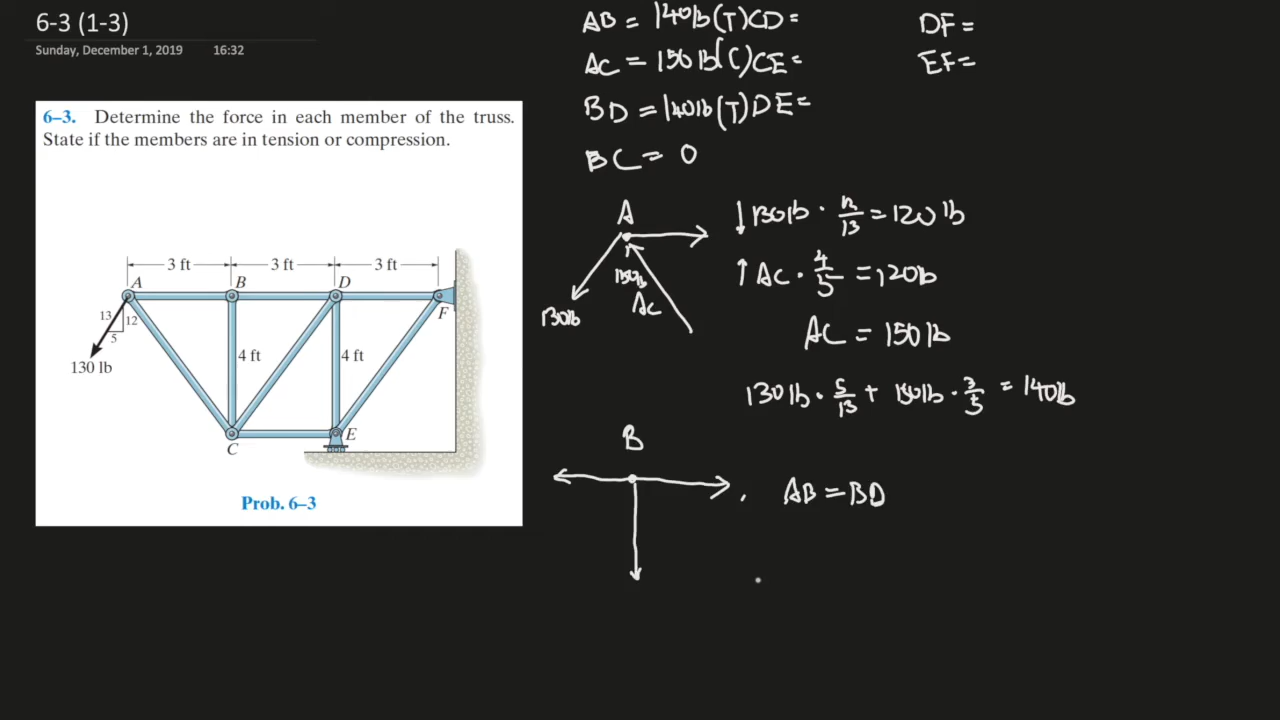 6-3 (1-3)
Sunday, December 1, 2019 16:32
6–3. Determine the force in each member of the truss.
State if the members are in tension or compression.
3 ft 3 ft 3 ft
A B D
F
13 12
5
130 lb
4 ft 4 ft
C E
Prob. 6–3
AB = 140lb (T) CD =
DF =
AC = 150lb (C) CE =
EF =
BD = 140lb (T) DE =
BC = 0
A
130lb
150lb
AC
↓ 130lb · 12/13 = 120 lb
↑ AC · 4/5 = 120lb
AC = 150 lb
130 lb · 5/13 + 150lb · 3/5 = 140lb
B
AB = BD